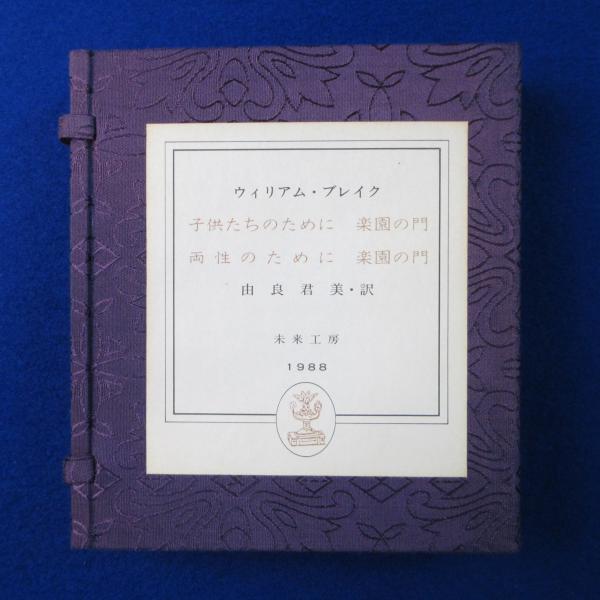 ウィリアム・ブレイク
子供たちのために　楽園の門
両性のために　楽園の門
由良君美・訳
未来工房
1988